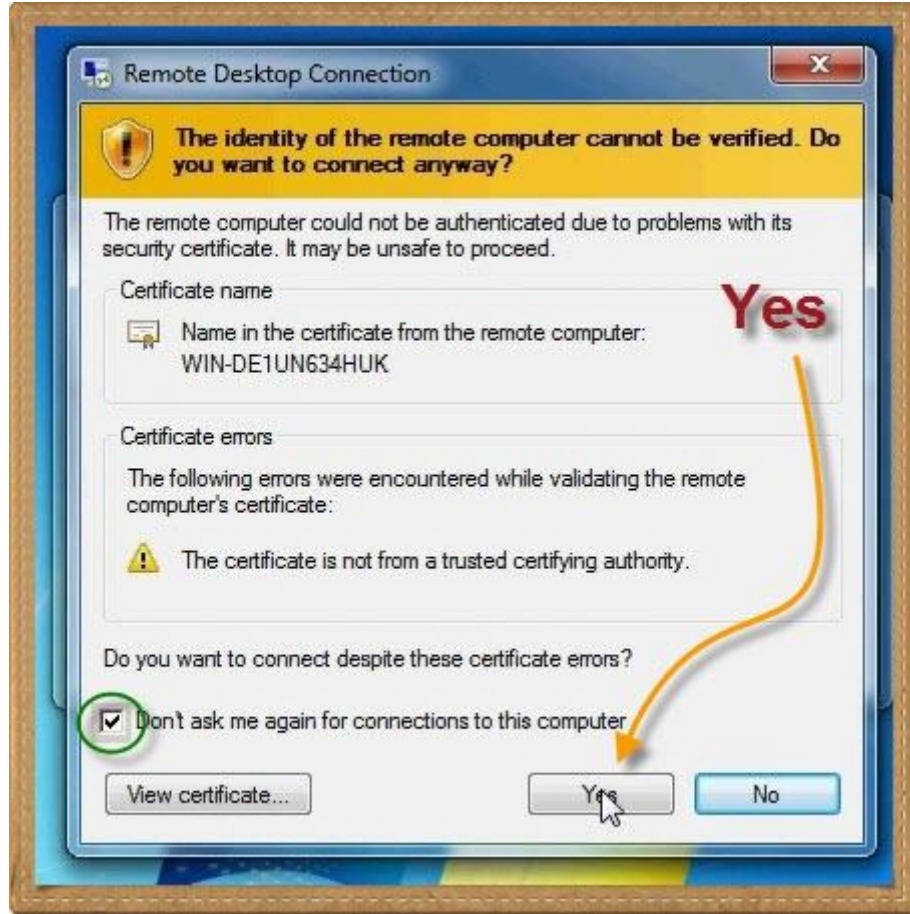 Remote Desktop Connection
The identity of the remote computer cannot be verified. Do
you want to connect anyway?
The remote computer could not be authenticated due to problems with its
security certificate. It may be unsafe to proceed.
Certificate name
Yes
Name in the certificate from the remote computer:
WIN-DE1UN634HUK
Certificate errors
The following errors were encountered while validating the remote
computer's certificate:
The certificate is not from a trusted certifying authority.
Do you want to connect despite these certificate errors?
Don't ask me again for connections to this computer
View certificate...
Yes
No